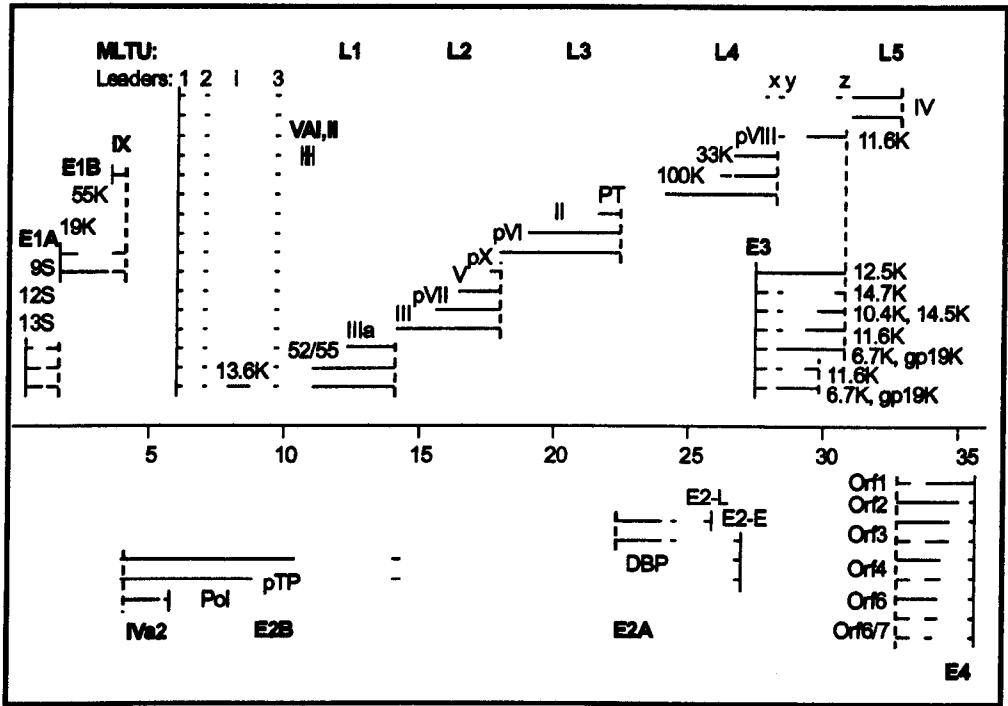 MLTU: L1 L2 L3 L4 L5
Leaders: 1 2 i 3 x y z
IV
VAI,II
pVIII
11.6K
IX
33K
E1B
100K
55K
PT
II
19K
E1A
pVI
E3
pX
9S
V
12.5K
12S
pVII
14.7K
III
10.4K, 14.5K
13S
IIIa
11.6K
52/55
6.7K, gp19K
13.6K
11.6K
6.7K, gp19K
5 10 15 20 25 30 35
Orf1
E2-L
Orf2
E2-E
Orf3
DBP
Orf4
pTP
Pol
Orf6
IVa2 E2B E2A
Orf6/7
E4